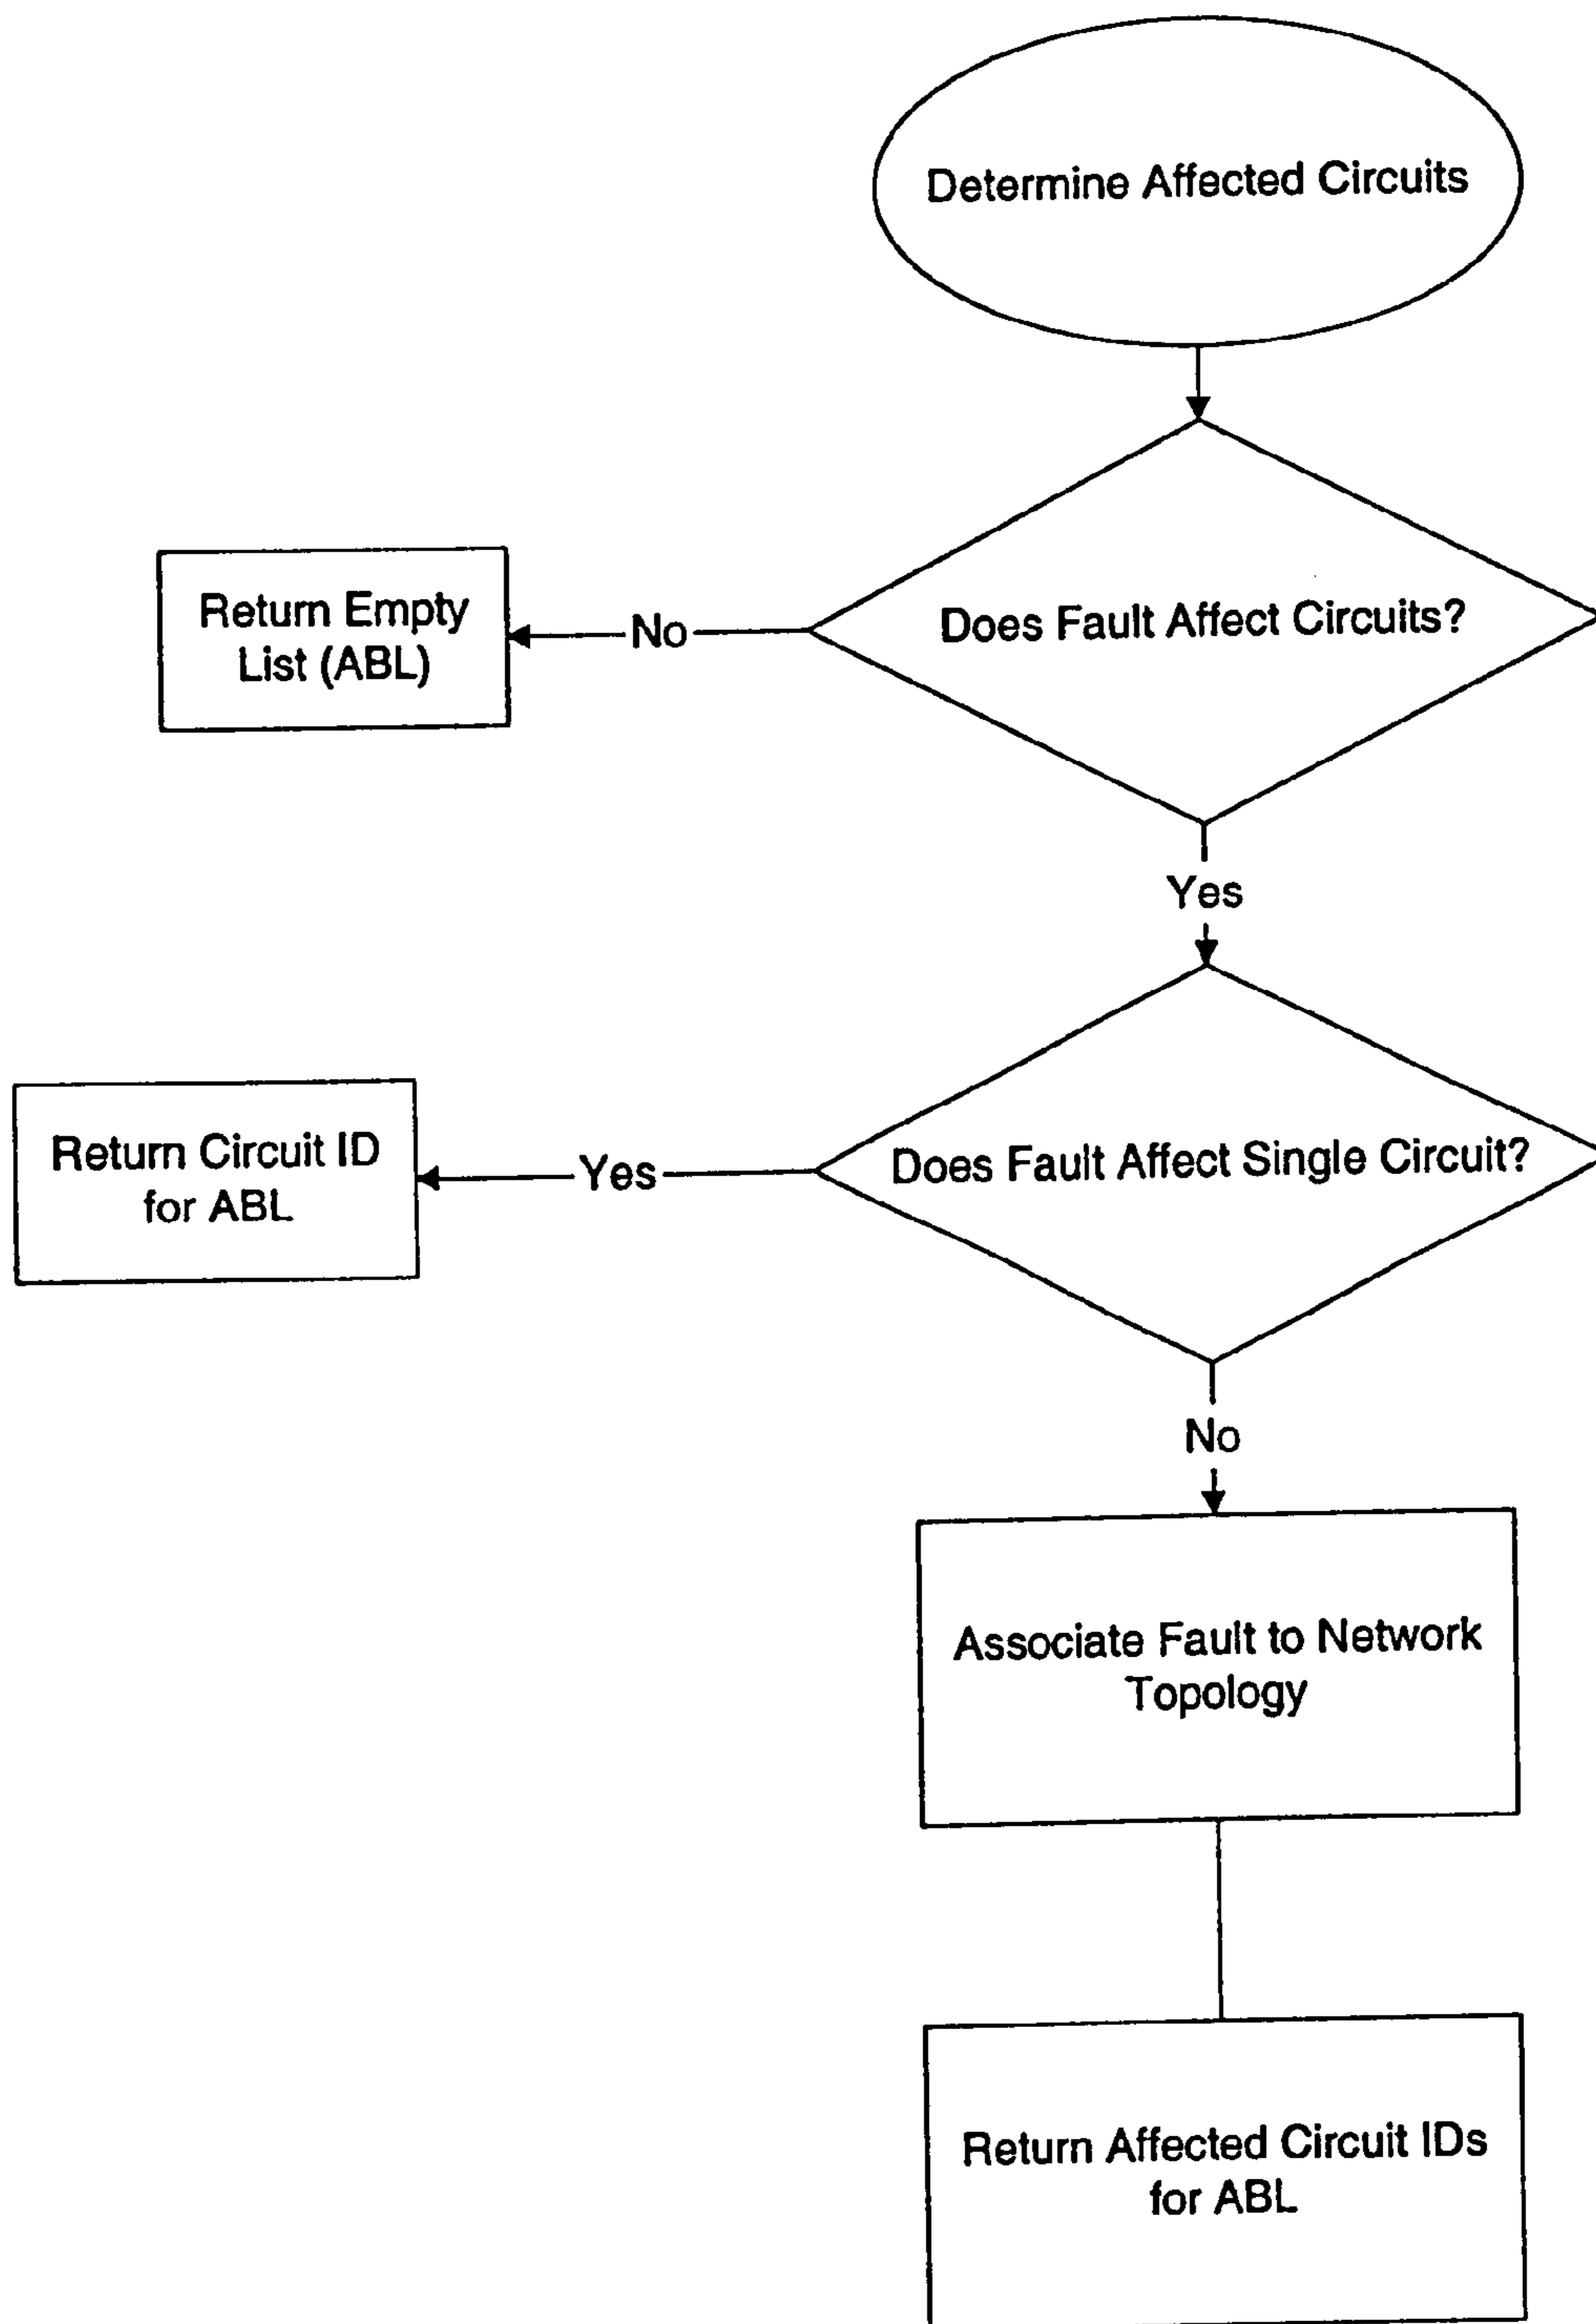 Determine Affected Circuits
Does Fault Affect Circuits?
No
Return Empty
List (ABL)
Yes
Does Fault Affect Single Circuit?
Yes
Return Circuit ID
for ABL
No
Associate Fault to Network
Topology
Return Affected Circuit IDs
for ABL